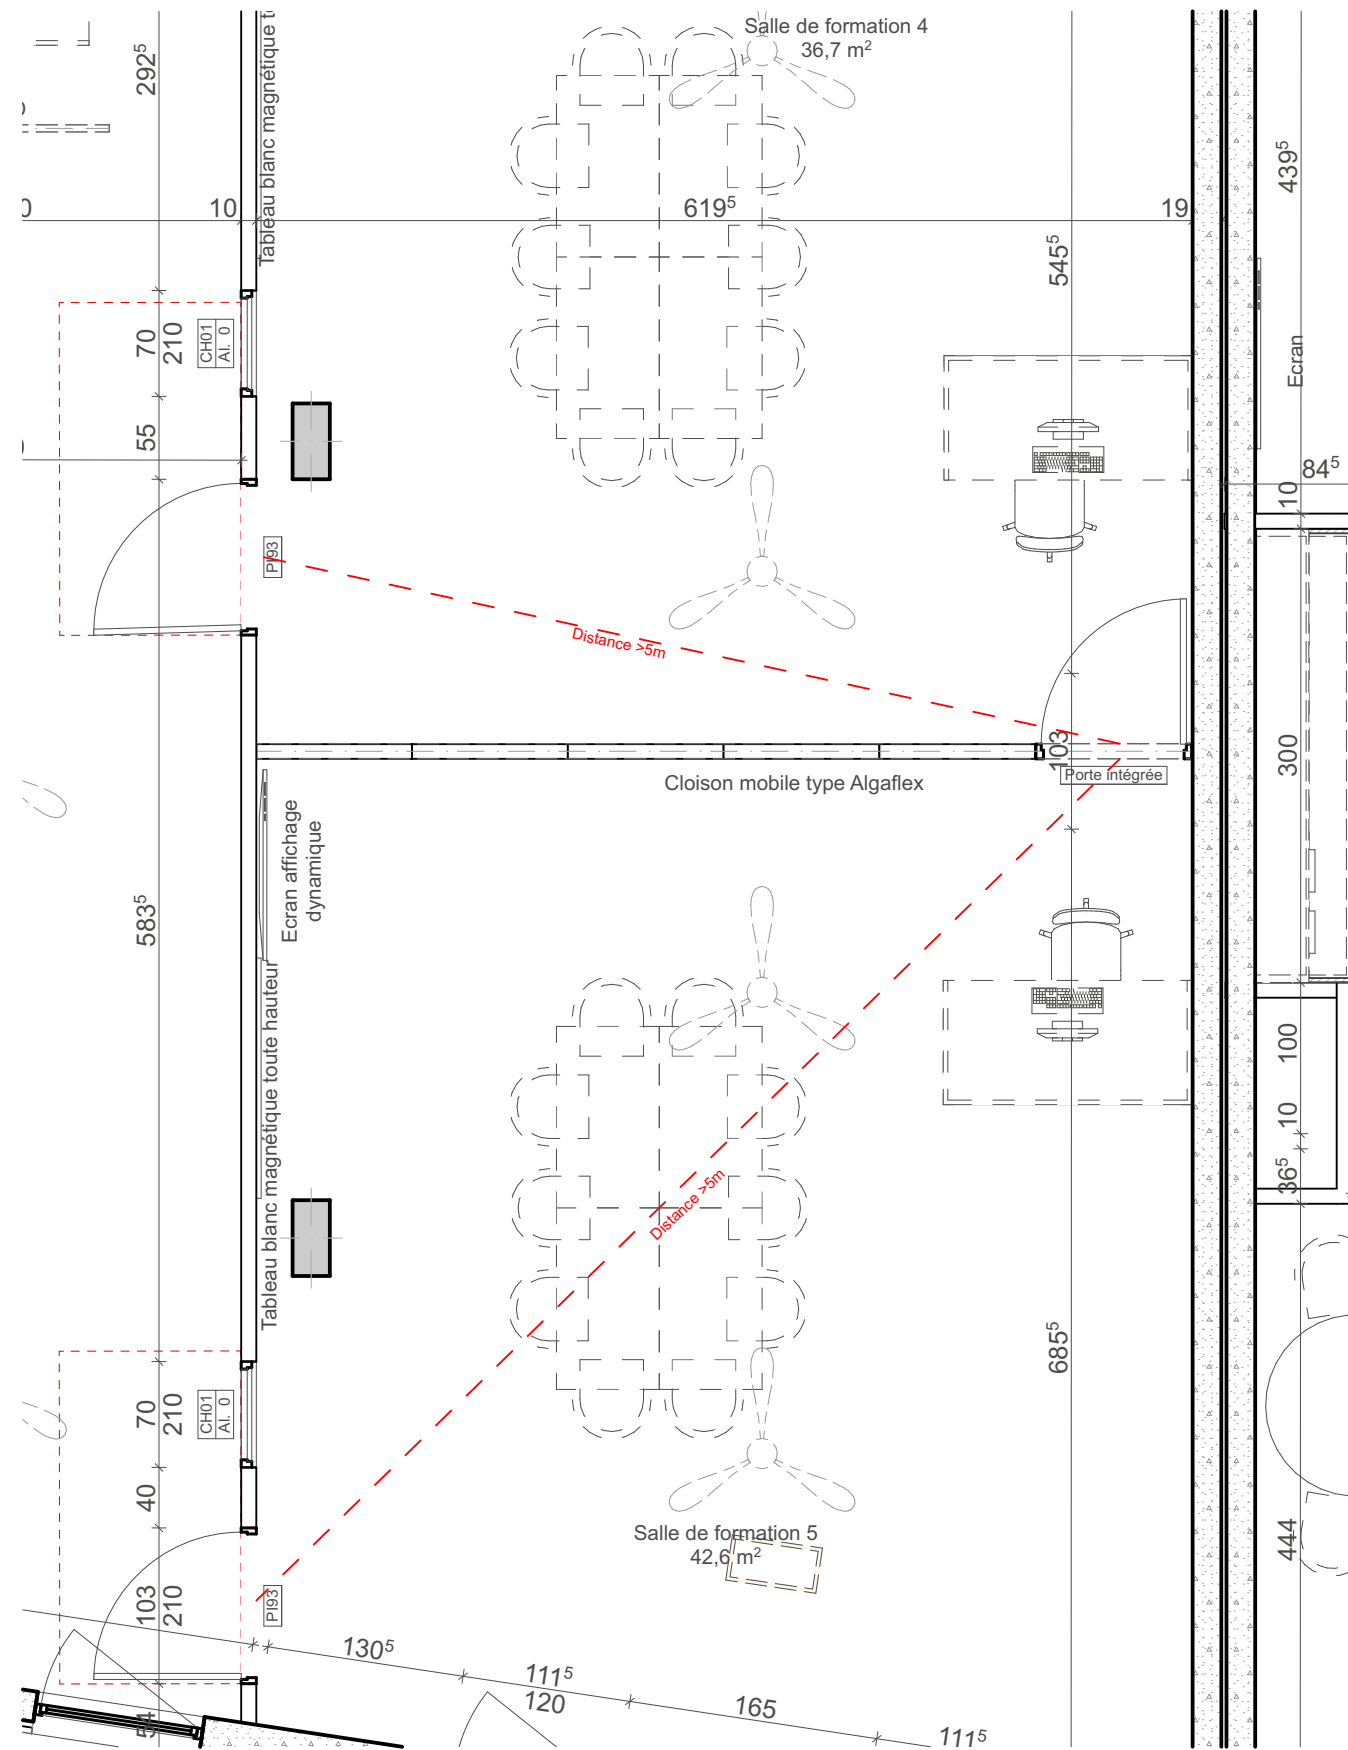 Salle de formation 4
36,7 m²
292⁵
Tableau blanc magnétique
439⁵
10
619⁵
19
545⁵
70
210
CH01
Al. 0
Ecran
55
84⁵
10
PI93
Distance >5m
103
Porte intégrée
Cloison mobile type Algaflex
300
Ecran affichage
dynamique
583⁵
Tableau blanc magnétique toute hauteur
100
10
36⁵
Distance >5m
685⁵
70
210
CH01
Al. 0
40
Salle de formation 5
42,6 m²
444
103
210
PI93
130⁵
111⁵
120
165
111⁵
54